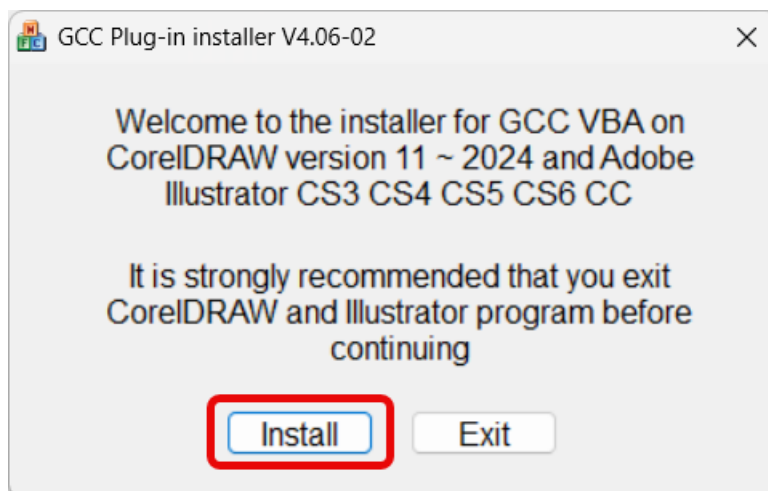 GCC Plug-in installer V4.06-02
Welcome to the installer for GCC VBA on
CorelDRAW version 11 ~ 2024 and Adobe
Illustrator CS3 CS4 CS5 CS6 CC
It is strongly recommended that you exit
CorelDRAW and Illustrator program before
continuing
Install Exit